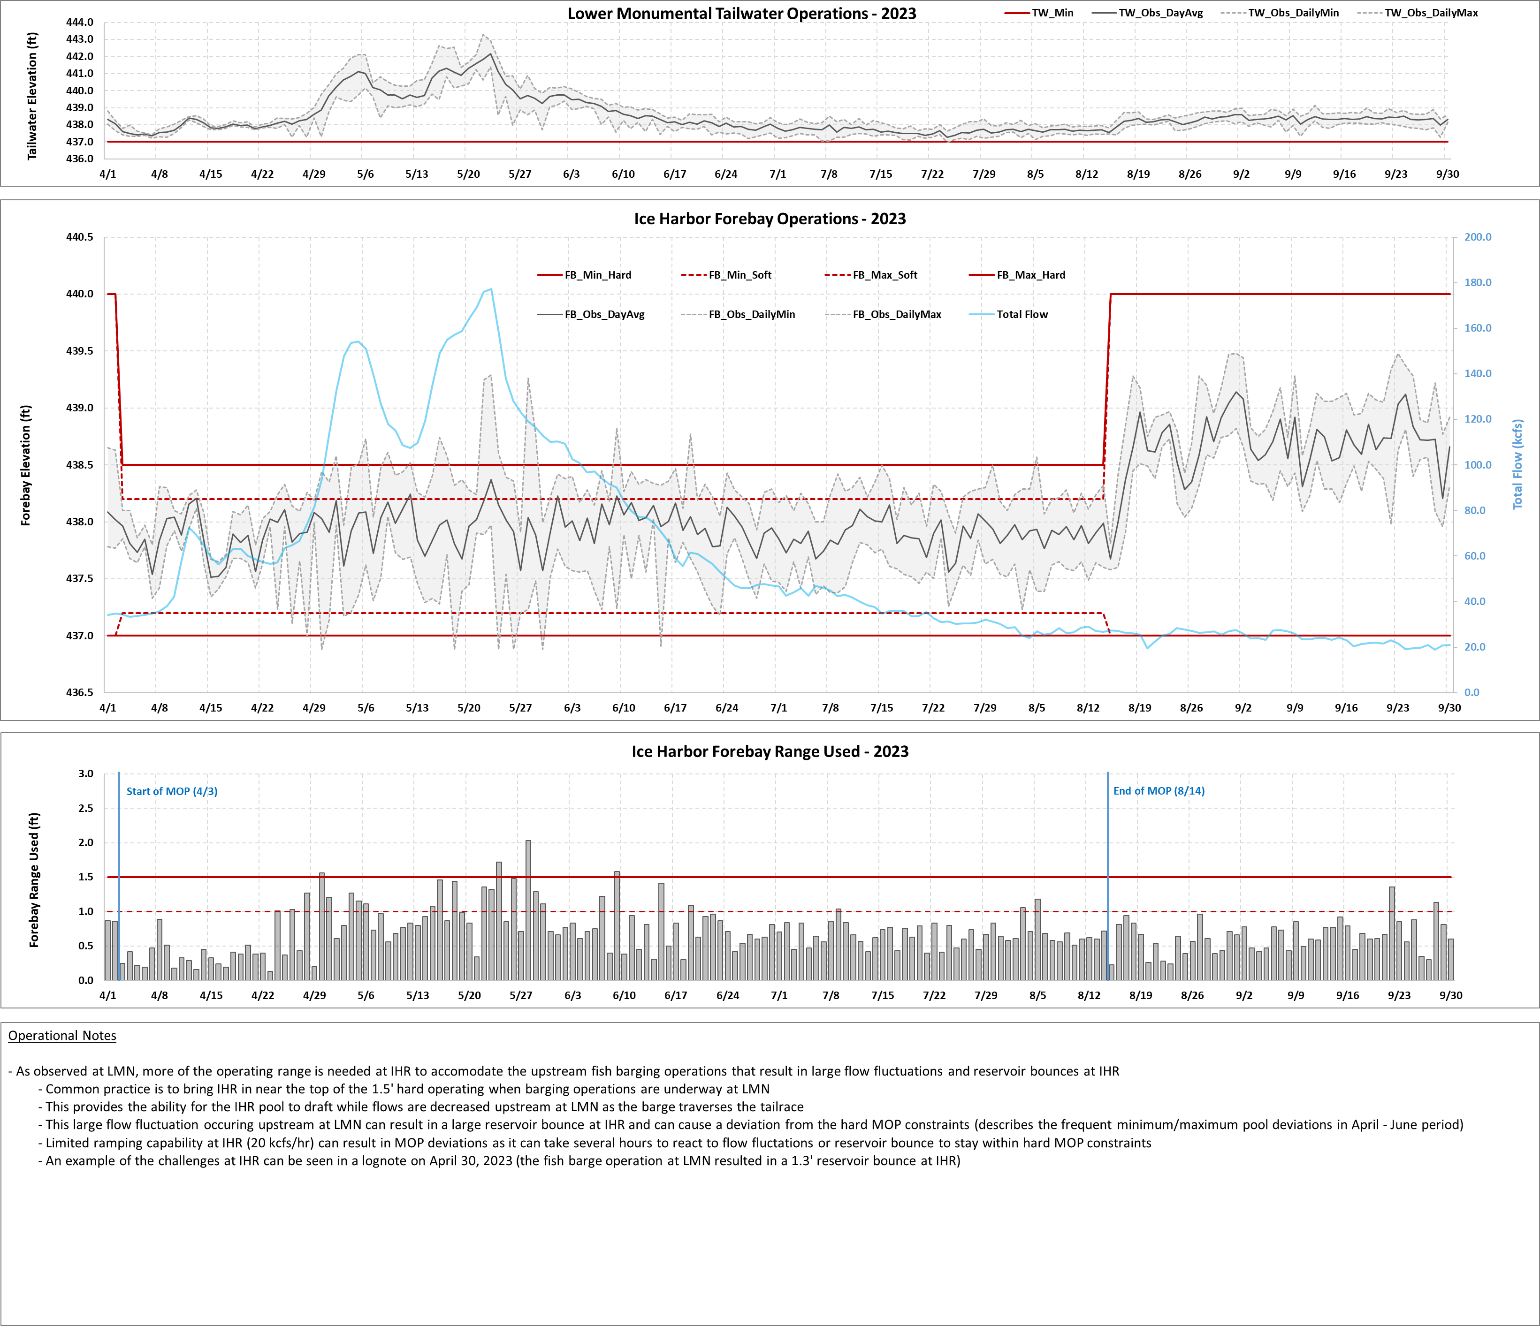 Lower Monumental Tailwater Operations - 2023
TW_Min TW_Obs_DayAvg TW_Obs_DailyMin TW_Obs_DailyMax
Tailwater Elevation (ft)
444.0
443.0
442.0
441.0
440.0
439.0
438.0
437.0
436.0
4/1 4/8 4/15 4/22 4/29 5/6 5/13 5/20 5/27 6/3 6/10 6/17 6/24 7/1 7/8 7/15 7/22 7/29 8/5 8/12 8/19 8/26 9/2 9/9 9/16 9/23 9/30
Ice Harbor Forebay Operations - 2023
FB_Min_Hard FB_Min_Soft FB_Max_Soft FB_Max_Hard
FB_Obs_DayAvg FB_Obs_DailyMin FB_Obs_DailyMax Total Flow
Forebay Elevation (ft)
440.5
440.0
439.5
439.0
438.5
438.0
437.5
437.0
436.5
200.0
180.0
160.0
140.0
120.0
100.0
80.0
60.0
40.0
20.0
0.0
Total Flow (kcfs)
4/1 4/8 4/15 4/22 4/29 5/6 5/13 5/20 5/27 6/3 6/10 6/17 6/24 7/1 7/8 7/15 7/22 7/29 8/5 8/12 8/19 8/26 9/2 9/9 9/16 9/23 9/30
Ice Harbor Forebay Range Used - 2023
Forebay Range Used (ft)
3.0
2.5
2.0
1.5
1.0
0.5
0.0
Start of MOP (4/3)
End of MOP (8/14)
4/1 4/8 4/15 4/22 4/29 5/6 5/13 5/20 5/27 6/3 6/10 6/17 6/24 7/1 7/8 7/15 7/22 7/29 8/5 8/12 8/19 8/26 9/2 9/9 9/16 9/23 9/30
Operational Notes
- As observed at LMN, more of the operating range is needed at IHR to accomodate the upstream fish barging operations that result in large flow fluctuations and reservoir bounces at IHR
- Common practice is to bring IHR in near the top of the 1.5' hard operating when barging operations are underway at LMN
- This provides the ability for the IHR pool to draft while flows are decreased upstream at LMN as the barge traverses the tailrace
- This large flow fluctuation occuring upstream at LMN can result in a large reservoir bounce at IHR and can cause a deviation from the hard MOP constraints (describes the frequent minimum/maximum pool deviations in April - June period)
- Limited ramping capability at IHR (20 kcfs/hr) can result in MOP deviations as it can take several hours to react to flow fluctations or reservoir bounce to stay within hard MOP constraints
- An example of the challenges at IHR can be seen in a lognote on April 30, 2023 (the fish barge operation at LMN resulted in a 1.3' reservoir bounce at IHR)